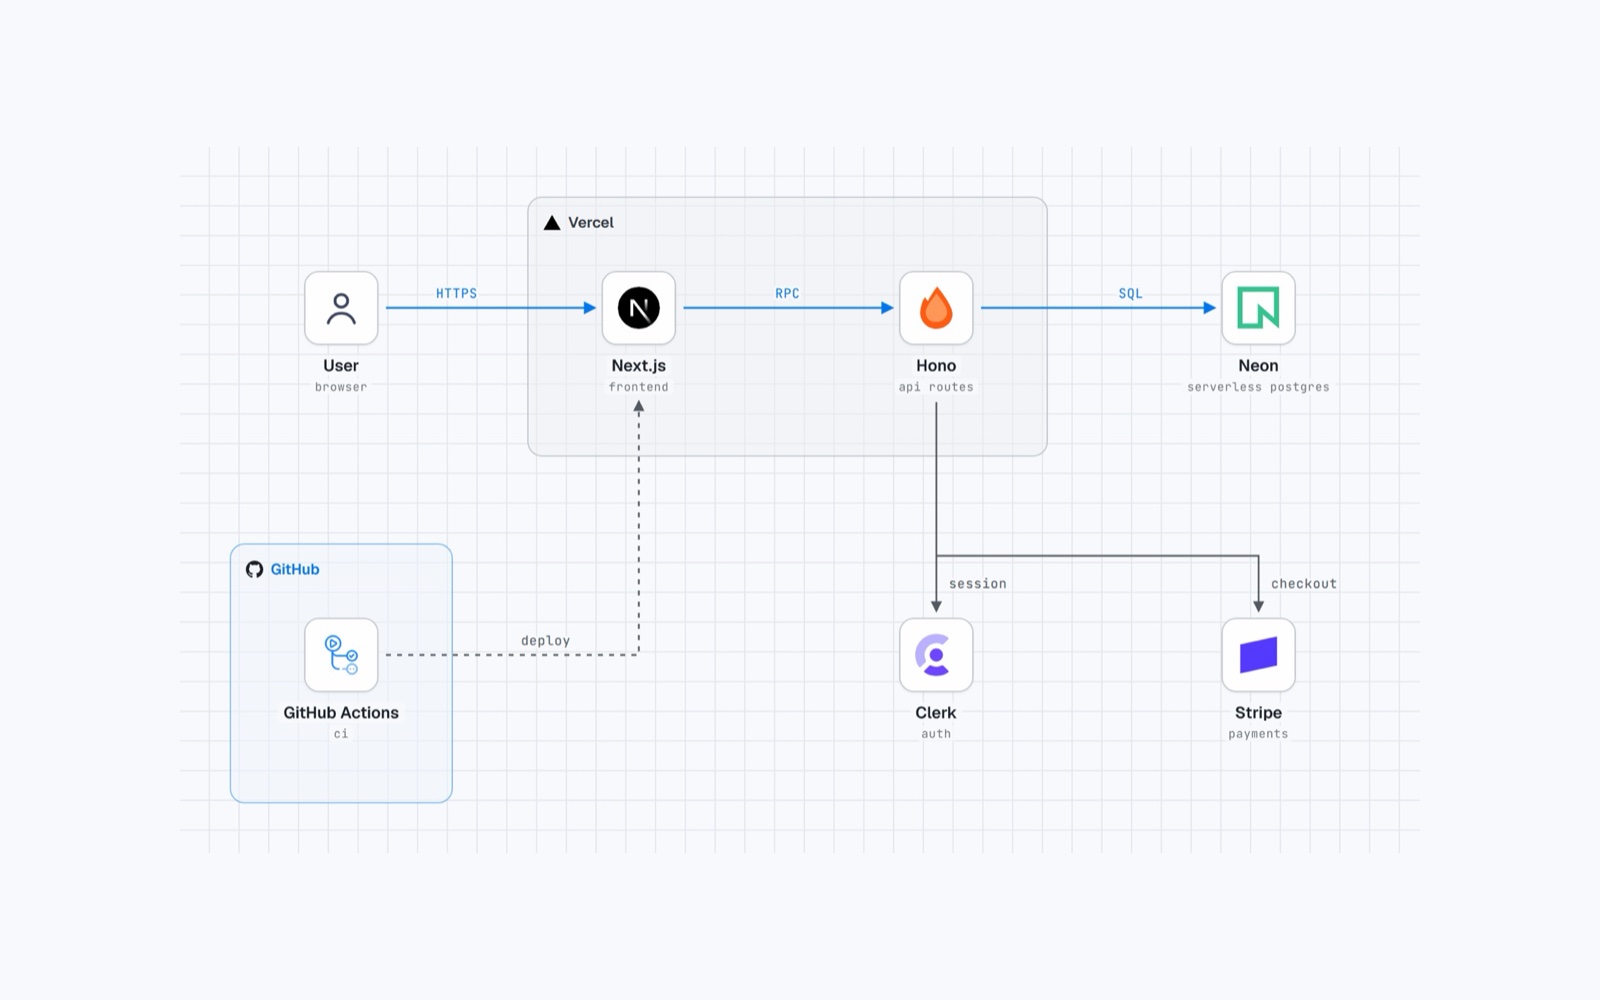 Vercel
HTTPS
RPC
SQL
User
browser
Next.js
frontend
Hono
api routes
Neon
serverless postgres
GitHub
session
checkout
deploy
GitHub Actions
ci
Clerk
auth
Stripe
payments